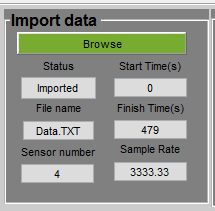 Import data
Browse
Status Start Time(s)
Imported 0
File name Finish Time(s)
Data.TXT 479
Sensor number Sample Rate
4 3333.33